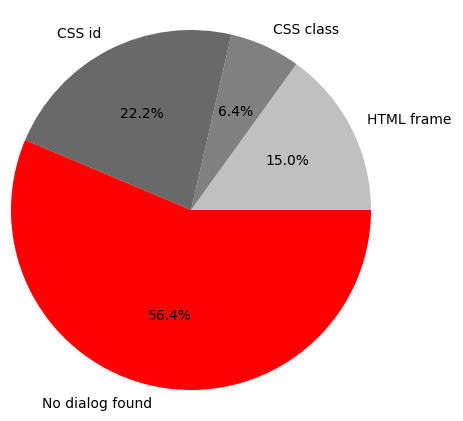 CSS id
CSS class
HTML frame
22.2%
6.4%
15.0%
56.4%
No dialog found